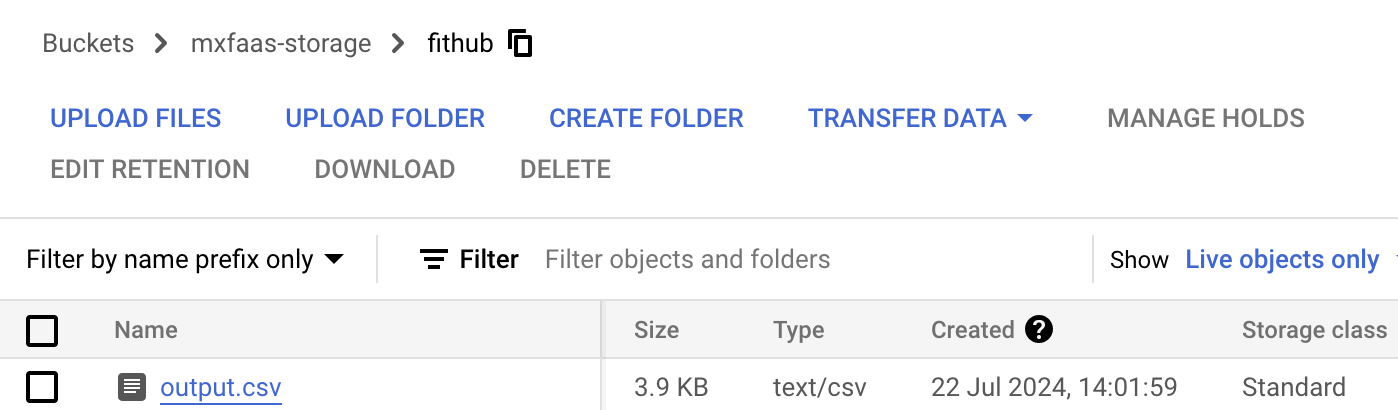 Buckets > mxfaas-storage > fithub
UPLOAD FILES UPLOAD FOLDER CREATE FOLDER TRANSFER DATA MANAGE HOLDS
EDIT RETENTION DOWNLOAD DELETE
Filter by name prefix only Filter Filter objects and folders Show Live objects only
Name Size Type Created ? Storage class
output.csv 3.9 KB text/csv 22 Jul 2024, 14:01:59 Standard